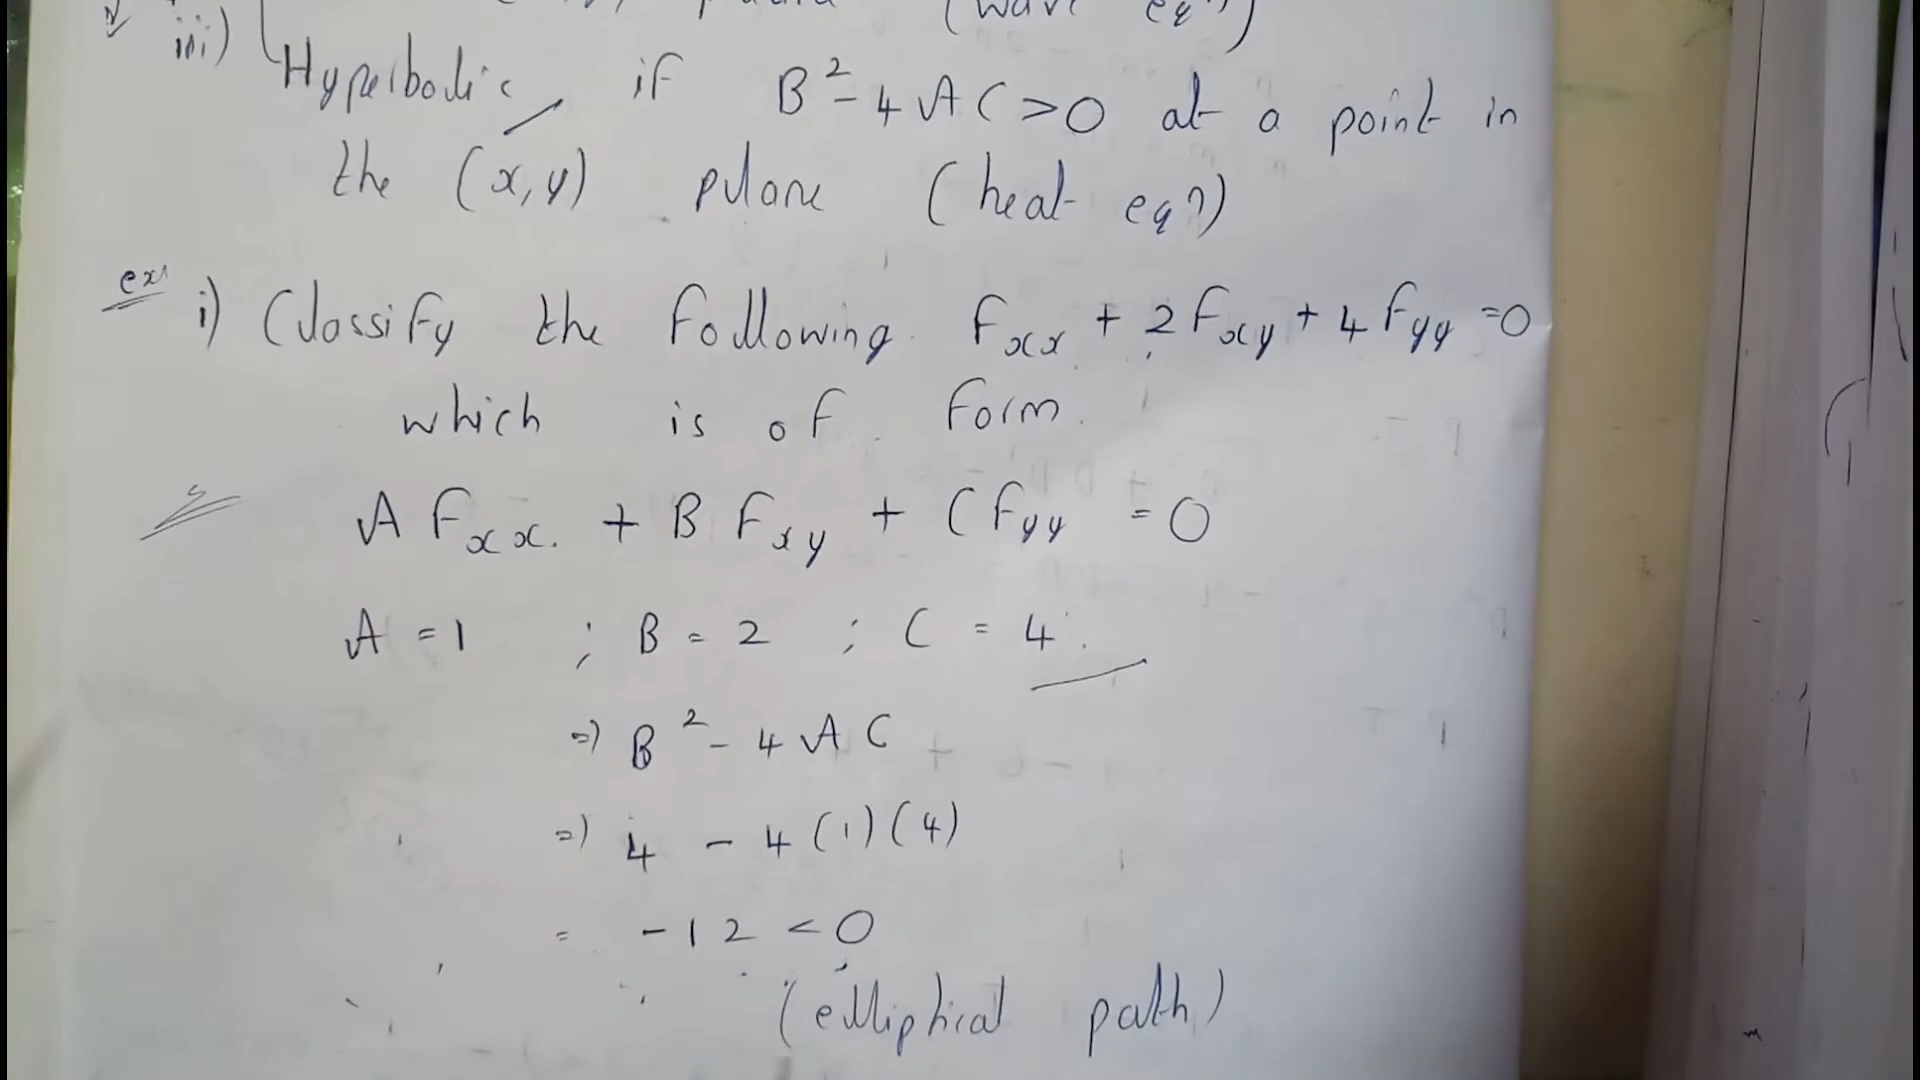 (wave eqⁿ)
iii) Hyperbolic if B² - 4AC > 0 at a point in
the (x, y) plane (heat eqⁿ)
ex i) Classify the following Fxx + 2Fxy + 4Fyy = 0
which is of form
A Fxx + B Fxy + C Fyy = 0
A = 1 ; B = 2 ; C = 4
=) B² - 4AC
=) 4 - 4(1)(4)
= -12 < 0
(elliptical path)